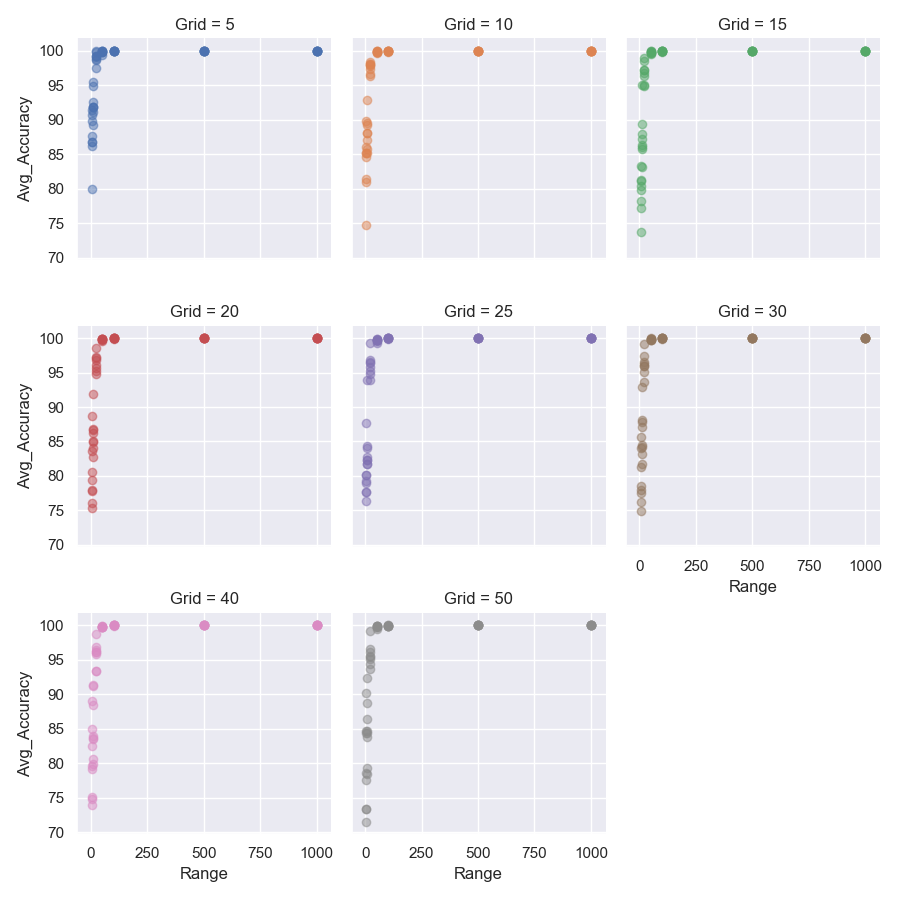 Grid = 5
Grid = 10
Grid = 15
100
95
90
85
80
75
70
Avg_Accuracy
Grid = 20
Grid = 25
Grid = 30
100
95
90
85
80
75
70
Avg_Accuracy
0 250 500 750 1000
Range
Grid = 40
Grid = 50
100
95
90
85
80
75
70
Avg_Accuracy
0 250 500 750 1000
Range
0 250 500 750 1000
Range